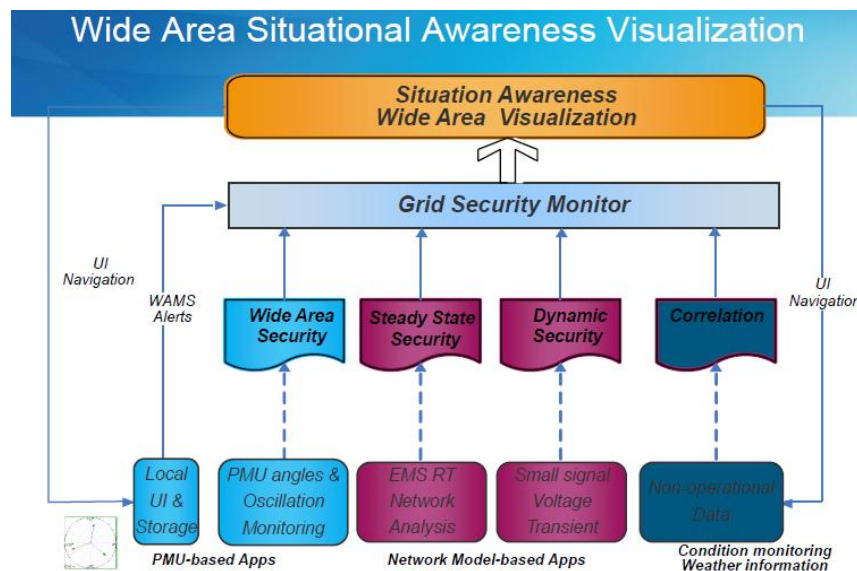 Wide Area Situational Awareness Visualization
Situation Awareness
Wide Area Visualization
Grid Security Monitor
UI
Navigation
WAMS
Alerts
UI
Navigation
Wide Area
Security
Steady State
Security
Dynamic
Security
Correlation
Local
UI &
Storage
PMU angles &
Oscillation
Monitoring
EMS RT
Network
Analysis
Small signal
Voltage
Transient
Non-operational
Data
PMU-based Apps
Network Model-based Apps
Condition monitoring
Weather information